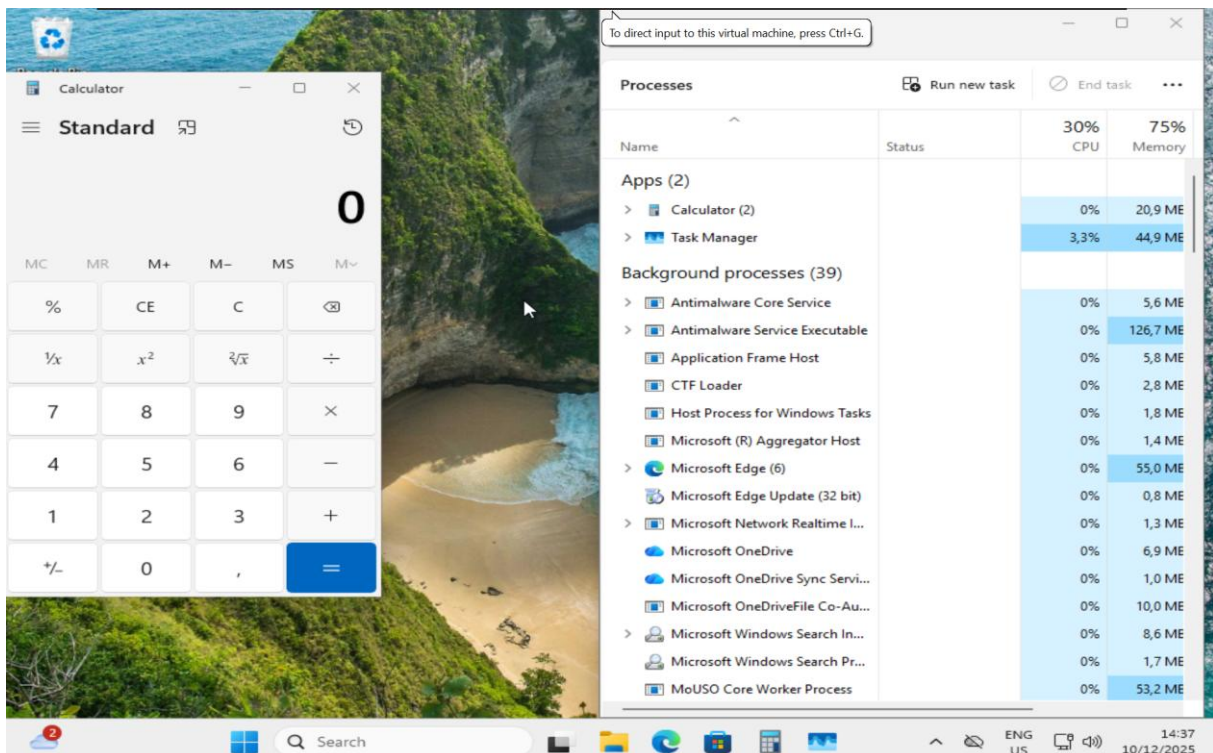 To direct input to this virtual machine, press Ctrl+G.
Calculator
Standard
0
MC MR M+ M− MS M
% CE C
¹/x x² ²√x ÷
7 8 9 ×
4 5 6 −
1 2 3 +
+/− 0 , =
Processes
Run new task
End task
30% 75%
Name Status CPU Memory
Apps (2)
Calculator (2) 0% 20,9 MB
Task Manager 3,3% 44,9 MB
Background processes (39)
Antimalware Core Service 0% 5,6 MB
Antimalware Service Executable 0% 126,7 MB
Application Frame Host 0% 5,8 MB
CTF Loader 0% 2,8 MB
Host Process for Windows Tasks 0% 1,8 MB
Microsoft (R) Aggregator Host 0% 1,4 MB
Microsoft Edge (6) 0% 55,0 MB
Microsoft Edge Update (32 bit) 0% 0,8 MB
Microsoft Network Realtime I... 0% 1,3 MB
Microsoft OneDrive 0% 6,9 MB
Microsoft OneDrive Sync Servi... 0% 1,0 MB
Microsoft OneDriveFile Co-Au... 0% 10,0 MB
Microsoft Windows Search In... 0% 8,6 MB
Microsoft Windows Search Pr... 0% 1,7 MB
MoUSO Core Worker Process 0% 53,2 MB
2
Search
ENG
US
14:37
10/12/2025